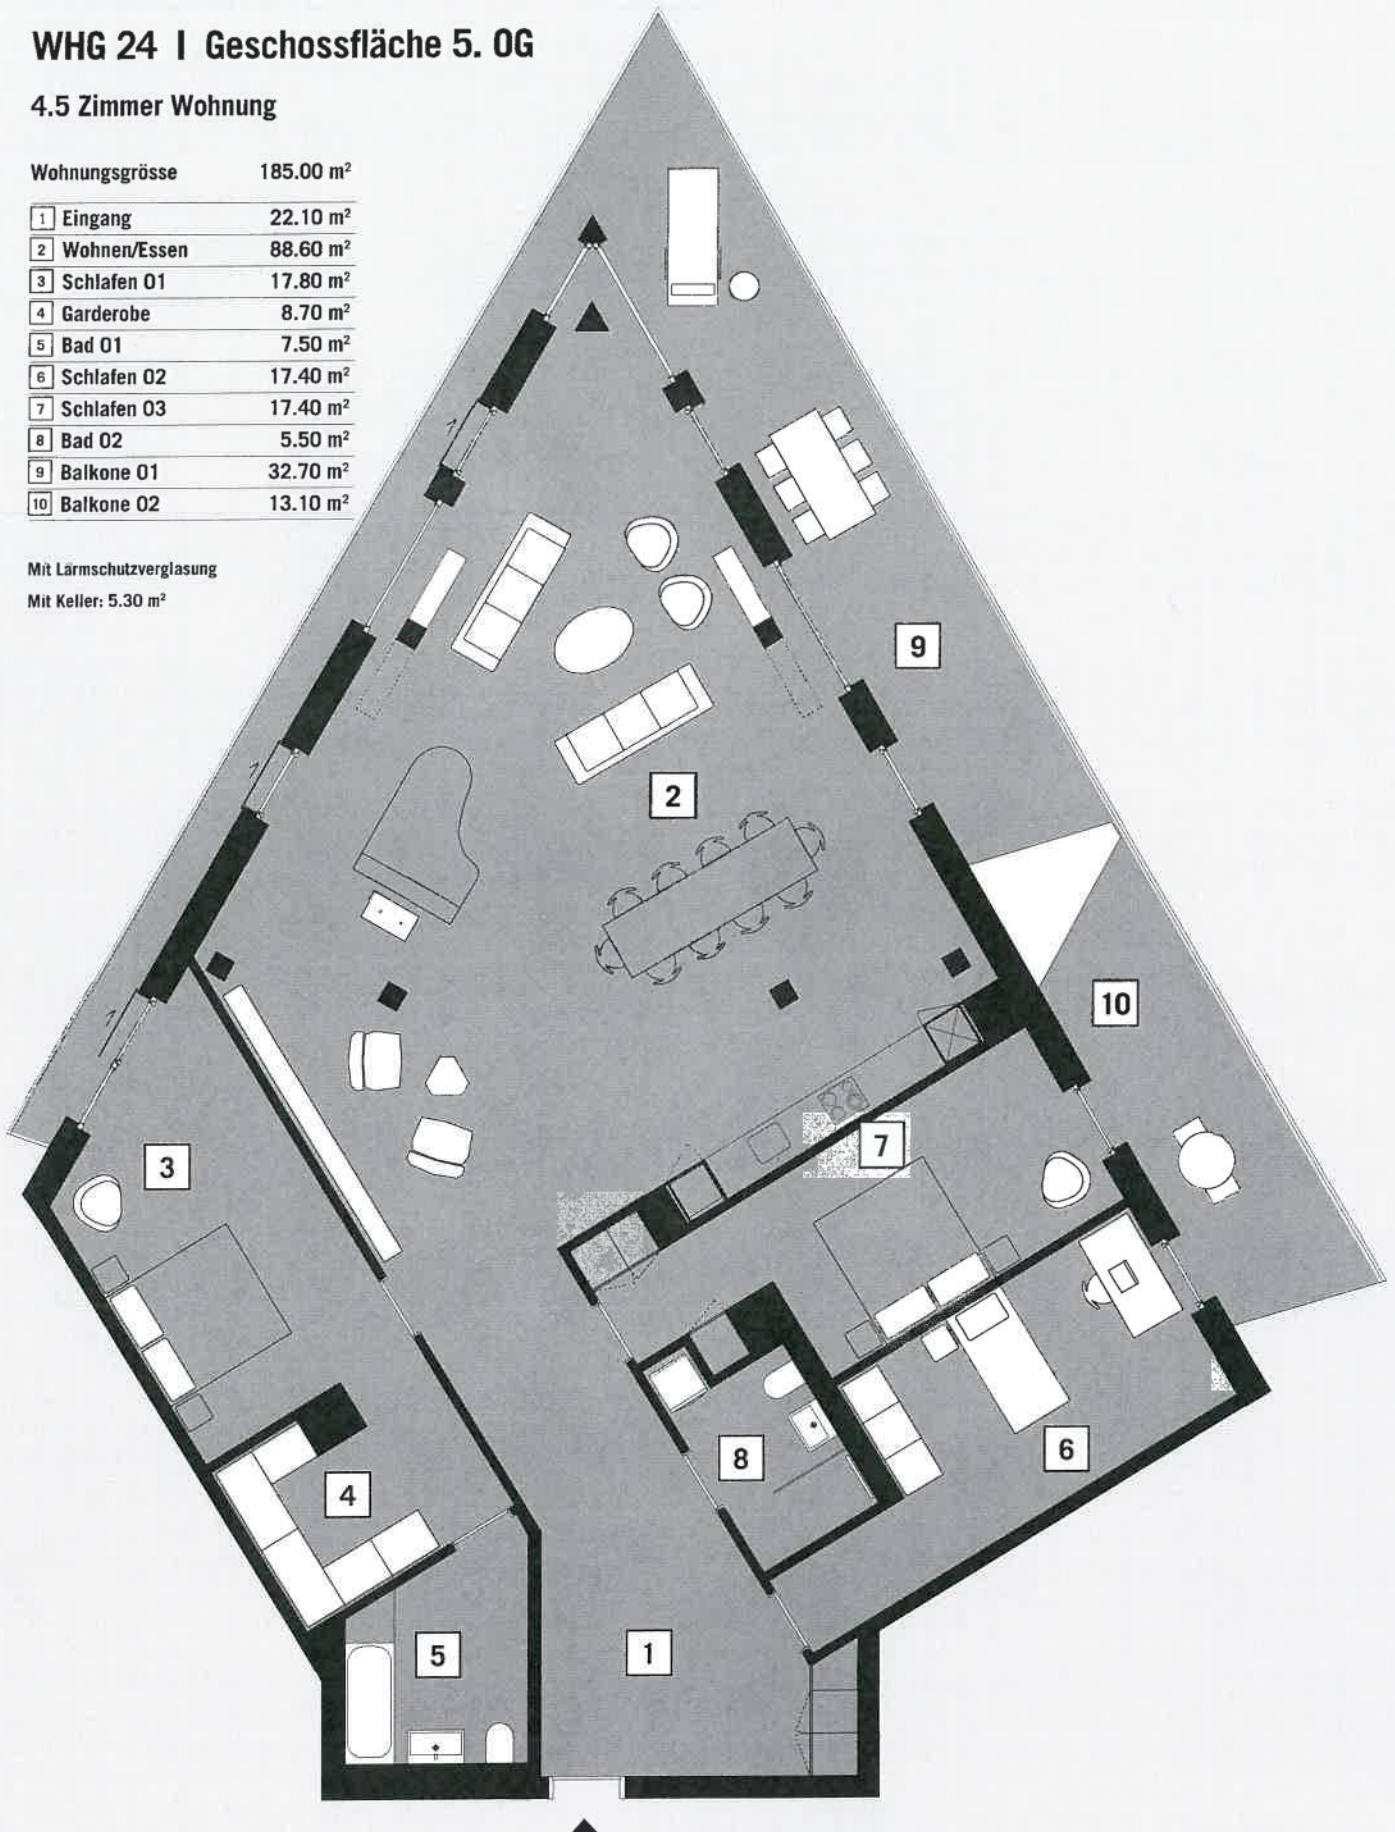 WHG 24 | Geschossfläche 5. OG
4.5 Zimmer Wohnung
Wohnungsgrösse 185.00 m²
1 Eingang 22.10 m²
2 Wohnen/Essen 88.60 m²
3 Schlafen 01 17.80 m²
4 Garderobe 8.70 m²
5 Bad 01 7.50 m²
6 Schlafen 02 17.40 m²
7 Schlafen 03 17.40 m²
8 Bad 02 5.50 m²
9 Balkone 01 32.70 m²
10 Balkone 02 13.10 m²
Mit Lärmschutzverglasung
Mit Keller: 5.30 m²
9
2
10
7
3
8
6
4
5
1